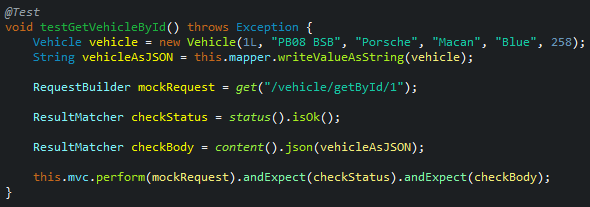 @Test
void testGetVehicleById() throws Exception {
    Vehicle vehicle = new Vehicle(1L, "PB08 BSB", "Porsche", "Macan", "Blue", 258);
    String vehicleAsJSON = this.mapper.writeValueAsString(vehicle);

    RequestBuilder mockRequest = get("/vehicle/getById/1");

    ResultMatcher checkStatus = status().isOk();

    ResultMatcher checkBody = content().json(vehicleAsJSON);

    this.mvc.perform(mockRequest).andExpect(checkStatus).andExpect(checkBody);
}